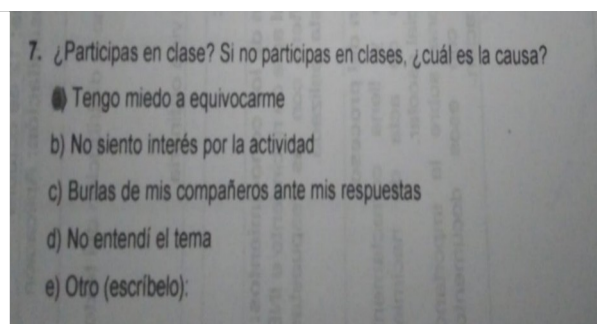 7. ¿Participas en clase? Si no participas en clases, ¿cuál es la causa?
a) Tengo miedo a equivocarme
b) No siento interés por la actividad
c) Burlas de mis compañeros ante mis respuestas
d) No entendí el tema
e) Otro (escríbelo):